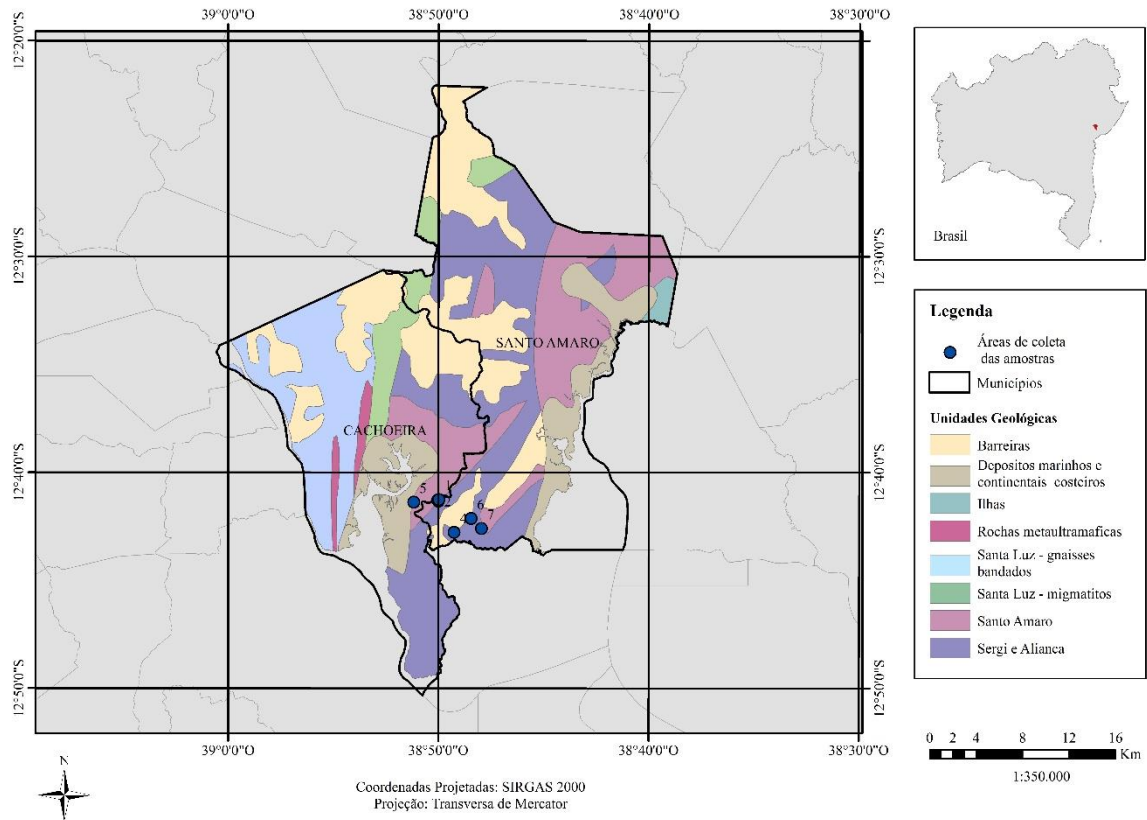 39°0'0"O
38°50'0"O
38°40'0"O
38°30'0"O
12°20'0"S
12°20'0"S
12°30'0"S
12°30'0"S
SANTO AMARO
CACHOEIRA
12°40'0"S
12°40'0"S
5
6
7
4
12°50'0"S
12°50'0"S
39°0'0"O
38°50'0"O
38°40'0"O
38°30'0"O
N
Coordenadas Projetadas: SIRGAS 2000
Projeção: Transversa de Mercator
Brasil
Legenda
Áreas de coleta
das amostras
Municípios
Unidades Geológicas
Barreiras
Depositos marinhos e
continentais costeiros
Ilhas
Rochas metaultramaficas
Santa Luz - gnaisses
bandados
Santa Luz - migmatitos
Santo Amaro
Sergi e Alianca
0 2 4 8 12 16
Km
1:350.000